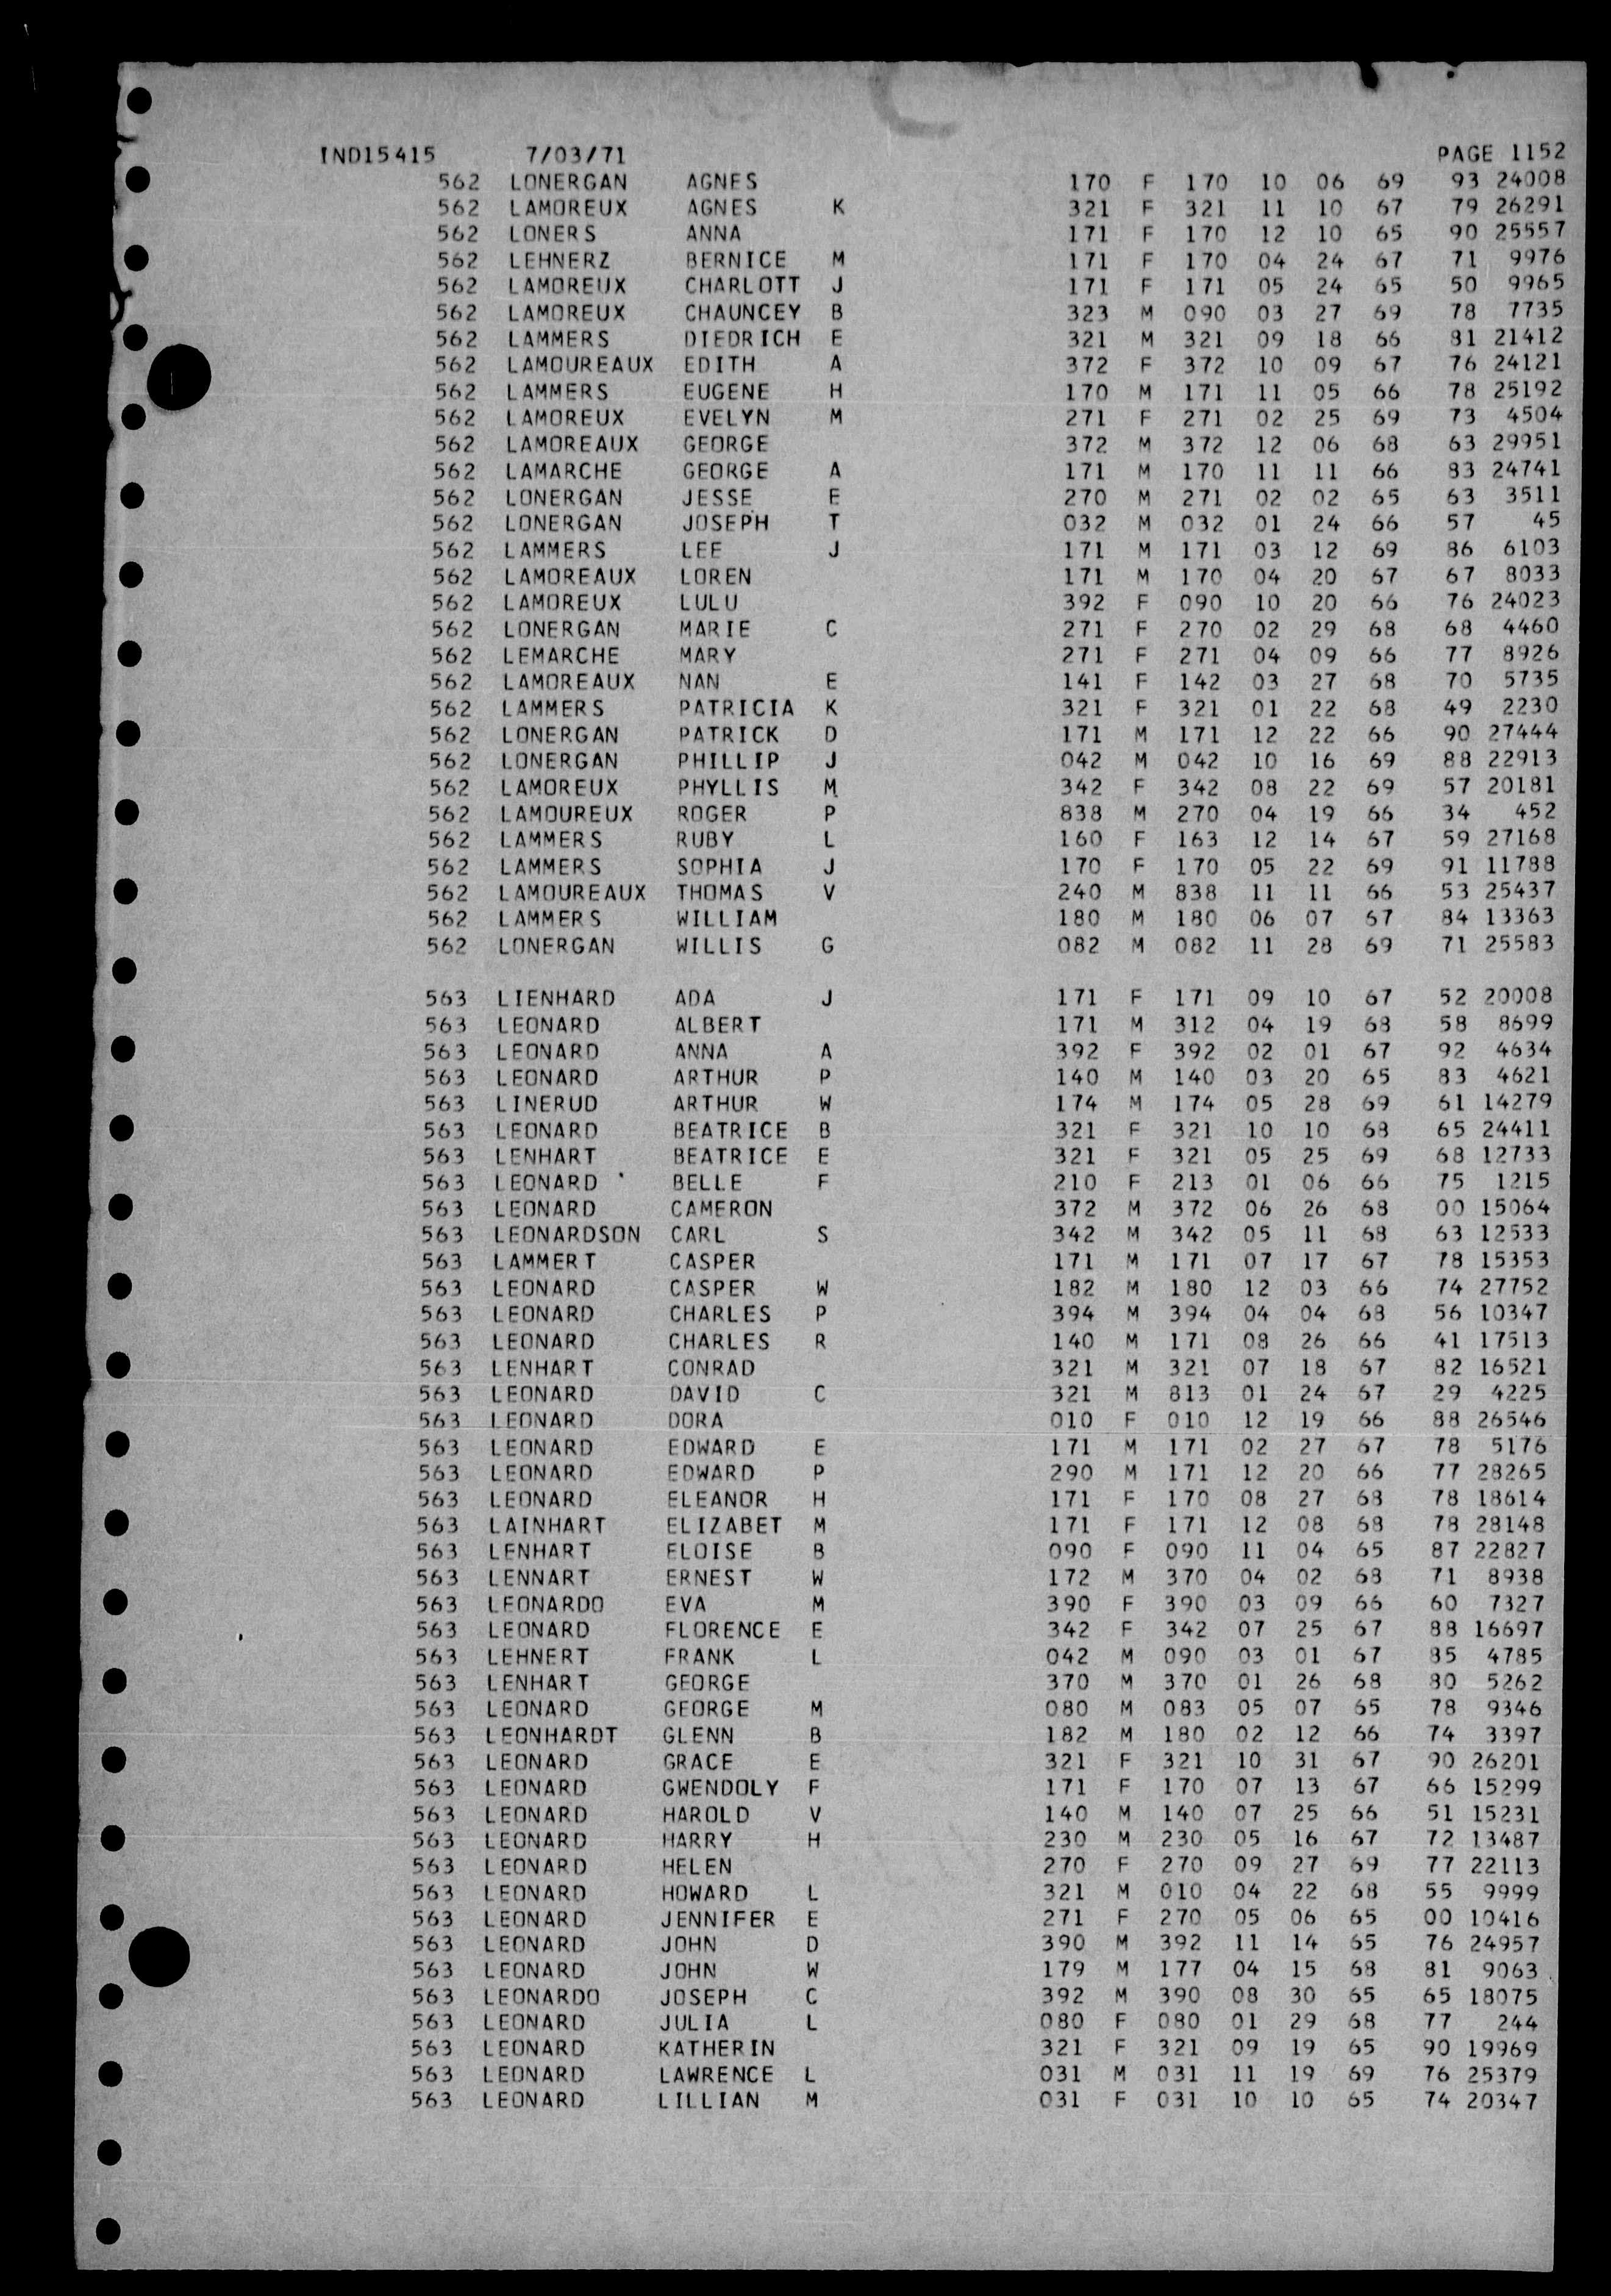 IND15415 7/03/71 PAGE 1152
562 LONERGAN AGNES 170 F 170 10 06 69 93 24008
562 LAMOREUX AGNES K 321 F 321 11 10 67 79 26291
562 LONERS ANNA 171 F 170 12 10 65 90 25557
562 LEHNERZ BERNICE M 171 F 170 04 24 67 71 9976
562 LAMOREUX CHARLOTT J 171 F 171 05 24 65 50 9965
562 LAMOREUX CHAUNCEY B 323 M 090 03 27 69 78 7735
562 LAMMERS DIEDRICH E 321 M 321 09 18 66 81 21412
562 LAMOUREAUX EDITH A 372 F 372 10 09 67 76 24121
562 LAMMERS EUGENE H 170 M 171 11 05 66 78 25192
562 LAMOREUX EVELYN M 271 F 271 02 25 69 73 4504
562 LAMOREAUX GEORGE 372 M 372 12 06 68 63 29951
562 LAMARCHE GEORGE A 171 M 170 11 11 66 83 24741
562 LONERGAN JESSE E 270 M 271 02 02 65 63 3511
562 LONERGAN JOSEPH T 032 M 032 01 24 66 57 45
562 LAMMERS LEE J 171 M 171 03 12 69 86 6103
562 LAMOREAUX LOREN 171 M 170 04 20 67 67 8033
562 LAMOREUX LULU 392 F 090 10 20 66 76 24023
562 LONERGAN MARIE C 271 F 270 02 29 68 68 4460
562 LEMARCHE MARY 271 F 271 04 09 66 77 8926
562 LAMOREAUX NAN E 141 F 142 03 27 68 70 5735
562 LAMMERS PATRICIA K 321 F 321 01 22 68 49 2230
562 LONERGAN PATRICK D 171 M 171 12 22 66 90 27444
562 LONERGAN PHILLIP J 042 M 042 10 16 69 88 22913
562 LAMOREUX PHYLLIS M 342 F 342 08 22 69 57 20181
562 LAMOUREUX ROGER P 838 M 270 04 19 66 34 452
562 LAMMERS RUBY L 160 F 163 12 14 67 59 27168
562 LAMMERS SOPHIA J 170 F 170 05 22 69 91 11788
562 LAMOUREAUX THOMAS V 240 M 838 11 11 66 53 25437
562 LAMMERS WILLIAM 180 M 180 06 07 67 84 13363
562 LONERGAN WILLIS G 082 M 082 11 28 69 71 25583
563 LIENHARD ADA J 171 F 171 09 10 67 52 20008
563 LEONARD ALBERT 171 M 312 04 19 68 58 8699
563 LEONARD ANNA A 392 F 392 02 01 67 92 4634
563 LEONARD ARTHUR P 140 M 140 03 20 65 83 4621
563 LINERUD ARTHUR W 174 M 174 05 28 69 61 14279
563 LEONARD BEATRICE B 321 F 321 10 10 68 65 24411
563 LENHART BEATRICE E 321 F 321 05 25 69 68 12733
563 LEONARD BELLE F 210 F 213 01 06 66 75 1215
563 LEONARD CAMERON 372 M 372 06 26 68 00 15064
563 LEONARDSON CARL S 342 M 342 05 11 68 63 12533
563 LAMMERT CASPER 171 M 171 07 17 67 78 15353
563 LEONARD CASPER W 182 M 180 12 03 66 74 27752
563 LEONARD CHARLES P 394 M 394 04 04 68 56 10347
563 LEONARD CHARLES R 140 M 171 08 26 66 41 17513
563 LENHART CONRAD 321 M 321 07 18 67 82 16521
563 LEONARD DAVID C 321 M 813 01 24 67 29 4225
563 LEONARD DORA 010 F 010 12 19 66 88 26546
563 LEONARD EDWARD E 171 M 171 02 27 67 78 5176
563 LEONARD EDWARD P 290 M 171 12 20 66 77 28265
563 LEONARD ELEANOR H 171 F 170 08 27 68 78 18614
563 LAINHART ELIZABET M 171 F 171 12 08 68 78 28148
563 LENHART ELOISE B 090 F 090 11 04 65 87 22827
563 LENNART ERNEST W 172 M 370 04 02 68 71 8938
563 LEONARDO EVA M 390 F 390 03 09 66 60 7327
563 LEONARD FLORENCE E 342 F 342 07 25 67 88 16697
563 LEHNERT FRANK L 042 M 090 03 01 67 85 4785
563 LENHART GEORGE 370 M 370 01 26 68 80 5262
563 LEONARD GEORGE M 080 M 083 05 07 65 78 9346
563 LEONHARDT GLENN B 182 M 180 02 12 66 74 3397
563 LEONARD GRACE E 321 F 321 10 31 67 90 26201
563 LEONARD GWENDOLY F 171 F 170 07 13 67 66 15299
563 LEONARD HAROLD V 140 M 140 07 25 66 51 15231
563 LEONARD HARRY H 230 M 230 05 16 67 72 13487
563 LEONARD HELEN 270 F 270 09 27 69 77 22113
563 LEONARD HOWARD L 321 M 010 04 22 68 55 9999
563 LEONARD JENNIFER E 271 F 270 05 06 65 00 10416
563 LEONARD JOHN D 390 M 392 11 14 65 76 24957
563 LEONARD JOHN W 179 M 177 04 15 68 81 9063
563 LEONARDO JOSEPH C 392 M 390 08 30 65 65 18075
563 LEONARD JULIA L 080 F 080 01 29 68 77 244
563 LEONARD KATHERIN 321 F 321 09 19 65 90 19969
563 LEONARD LAWRENCE L 031 M 031 11 19 69 76 25379
563 LEONARD LILLIAN M 031 F 031 10 10 65 74 20347